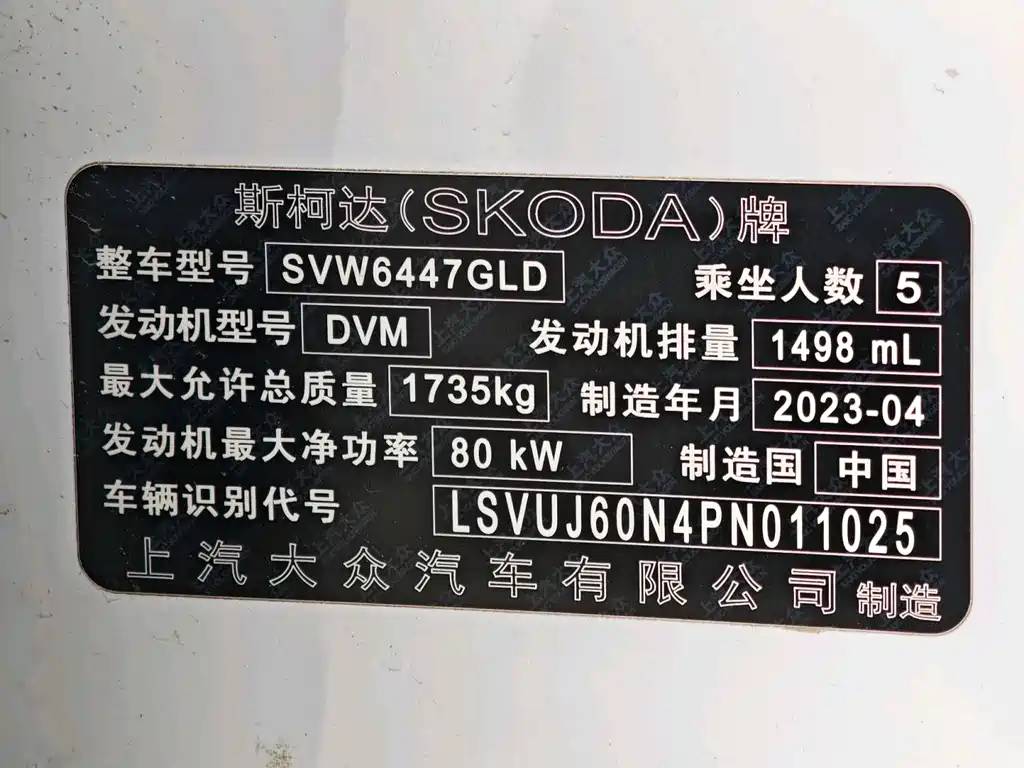 斯柯达(SKODA)牌
整车型号 SVW6447GLD 乘坐人数 5
发动机型号 DVM 发动机排量 1498 mL
最大允许总质量 1735kg 制造年月 2023-04
发动机最大净功率 80 kW 制造国 中国
车辆识别代号 LSVUJ60N4PN011025
上汽大众汽车有限公司 制造